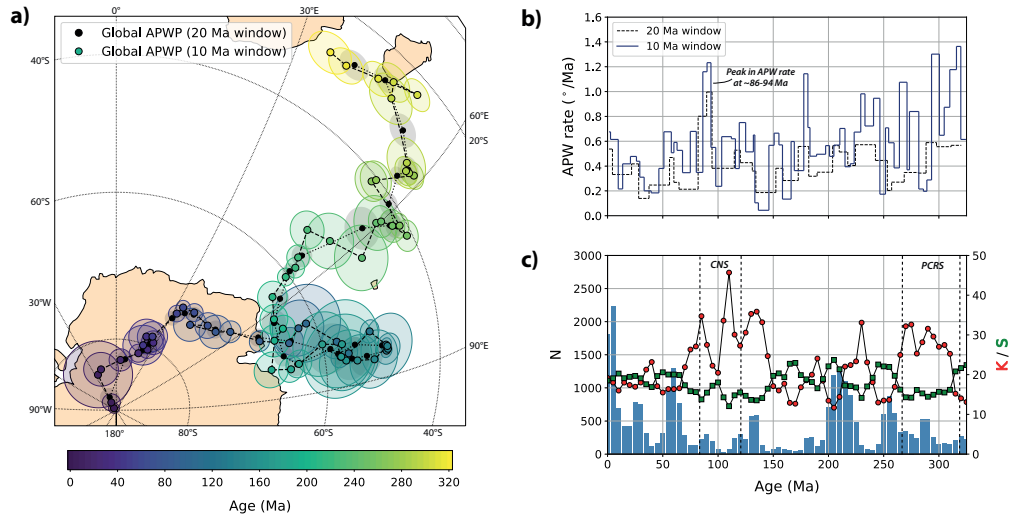 a)
0°
Global APWP (20 Ma window)
Global APWP (10 Ma window)
40°S
60°E
20°S
60°S
30°W
90°E
90°W
180°
80°S
60°S
40°S
0 40 80 120 160 200 240 280 320
Age (Ma)
b)
1.6
1.4
1.2
1.0
0.8
0.6
0.4
0.2
0.0
APW rate (°/Ma)
20 Ma window
10 Ma window
Peak in APW rate
at ~86-94 Ma
c)
3000
2500
2000
1500
1000
500
0
N
CNS
PCRS
50
40
30
20
10
0
K / S
0 50 100 150 200 250 300
Age (Ma)